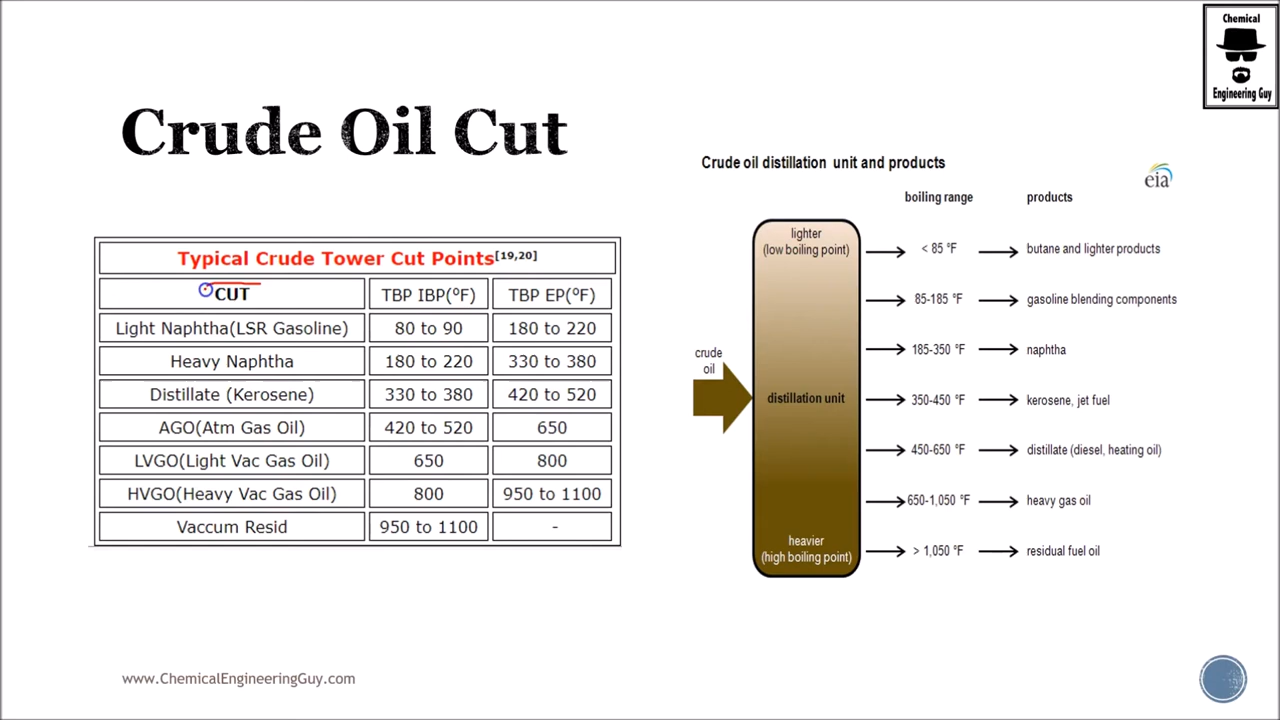 Chemical
Engineering Guy
Crude Oil Cut
Typical Crude Tower Cut Points[19,20]
CUT TBP IBP(ºF) TBP EP(ºF)
Light Naphtha(LSR Gasoline) 80 to 90 180 to 220
Heavy Naphtha 180 to 220 330 to 380
Distillate (Kerosene) 330 to 380 420 to 520
AGO(Atm Gas Oil) 420 to 520 650
LVGO(Light Vac Gas Oil) 650 800
HVGO(Heavy Vac Gas Oil) 800 950 to 1100
Vaccum Resid 950 to 1100 -
Crude oil distillation unit and products
eia
boiling range products
lighter
(low boiling point)
< 85 °F butane and lighter products
85-185 °F gasoline blending components
185-350 °F naphtha
crude
oil
distillation unit
350-450 °F kerosene, jet fuel
450-650 °F distillate (diesel, heating oil)
650-1,050 °F heavy gas oil
heavier
(high boiling point)
> 1,050 °F residual fuel oil
www.ChemicalEngineeringGuy.com